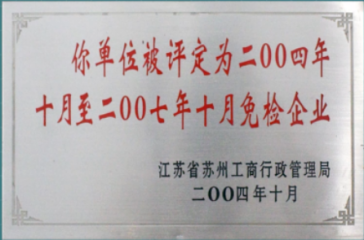 你单位被评定为二00四年
十月至二00七年十月免检企业
江苏省苏州工商行政管理局
二00四年十月